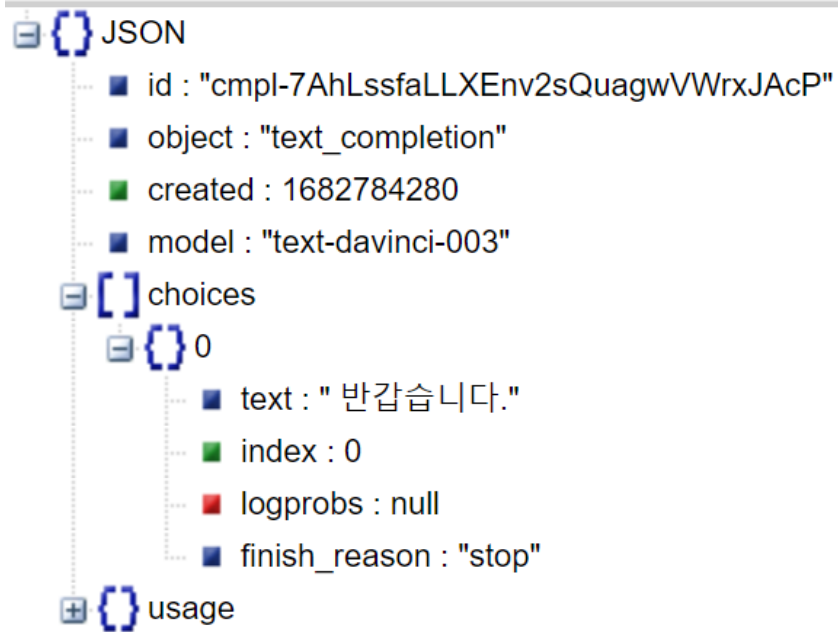 JSON
id : "cmpl-7AhLssfaLLXEnv2sQuagwVWrxJAcP"
object : "text_completion"
created : 1682784280
model : "text-davinci-003"
choices
0
text : " 반갑습니다."
index : 0
logprobs : null
finish_reason : "stop"
usage